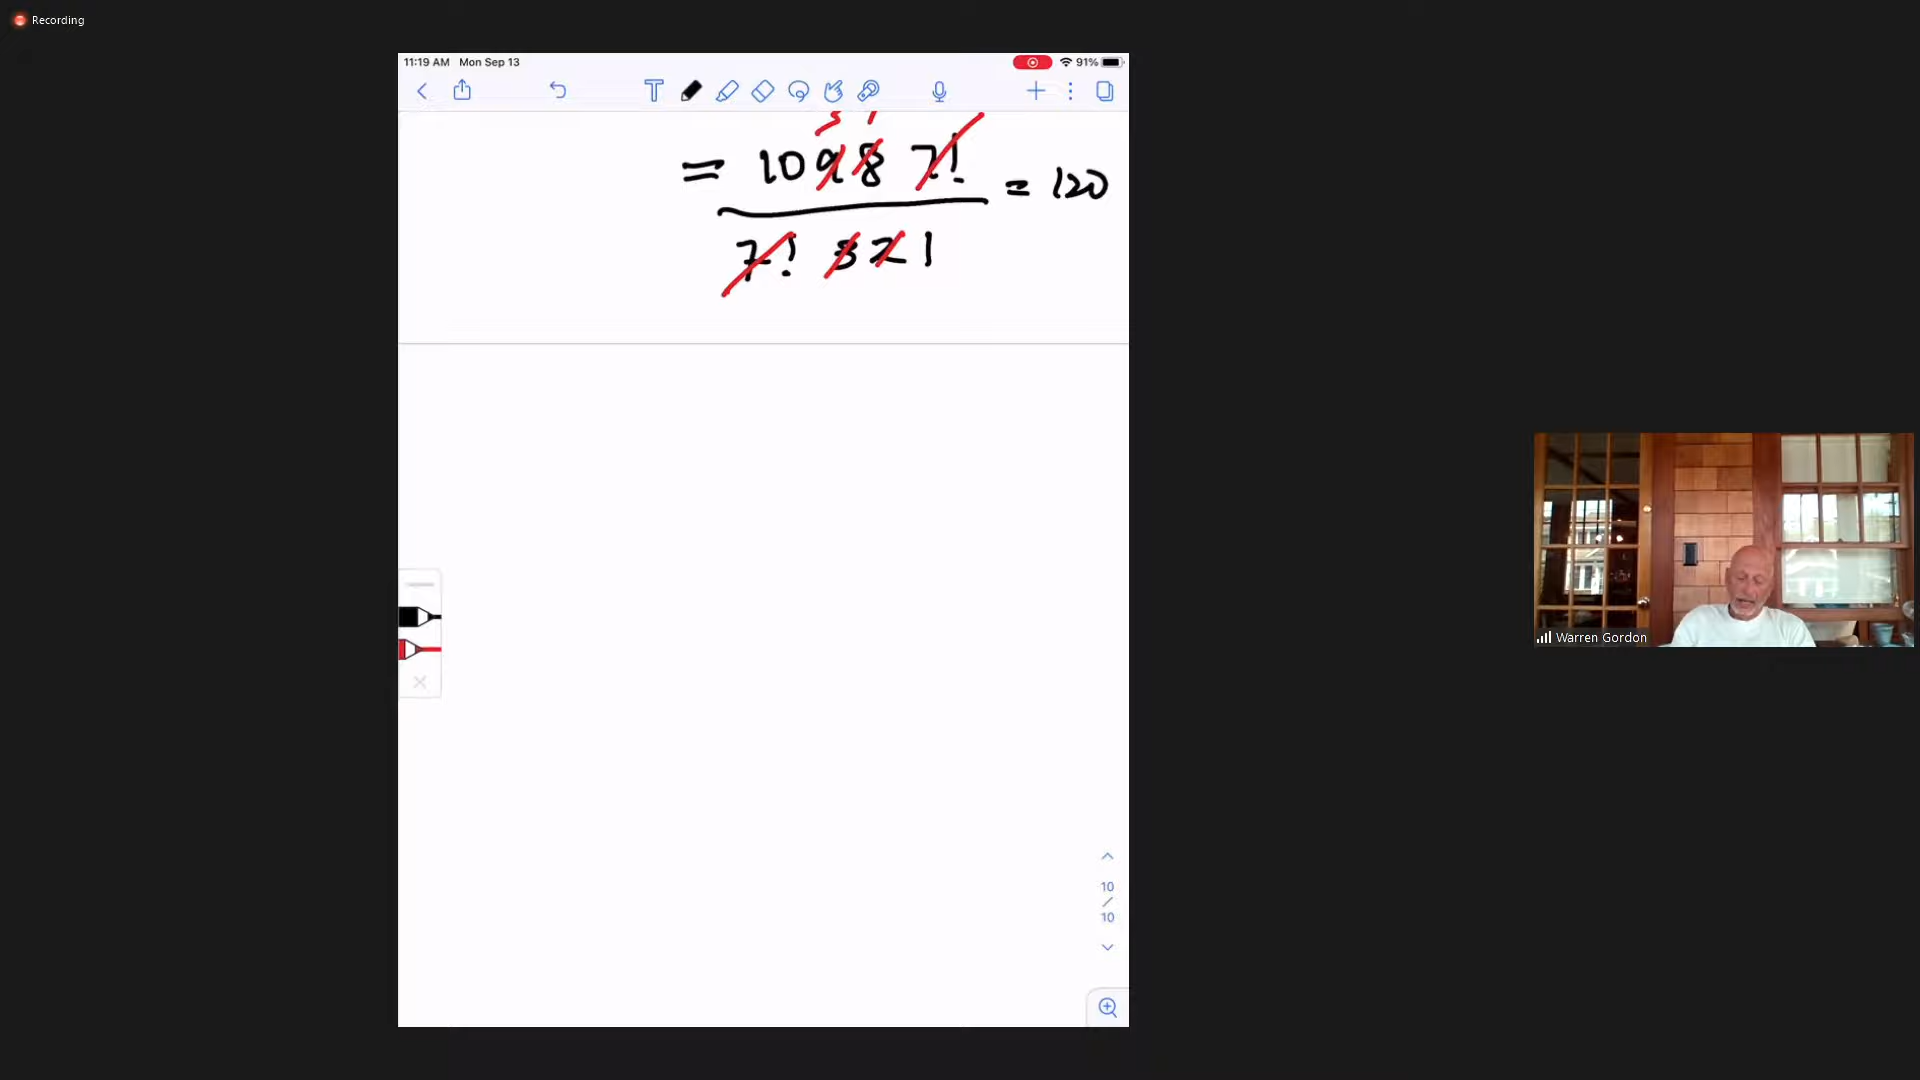 Recording
11:19 AM Mon Sep 13
91%
= 10 9 8 7!
= 120
7! 3 2 1
10
/
10
Warren Gordon